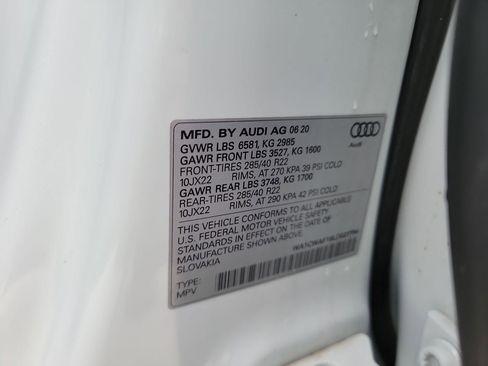 MFD. BY AUDI AG 06 20
GVWR LBS 6581, KG 2985
GAWR FRONT LBS 3527, KG 1600
FRONT-TIRES 285/40 R22
10JX22 RIMS, AT 270 KPA 39 PSI COLD
GAWR REAR LBS 3748, KG 1700
REAR-TIRES 285/40 R22
10JX22 RIMS, AT 290 KPA 42 PSI COLD
THIS VEHICLE CONFORMS TO ALL APPLICABLE
U.S. FEDERAL MOTOR VEHICLE SAFETY
STANDARDS IN EFFECT ON THE DATE OF
MANUFACTURE SHOWN ABOVE
SLOVAKIA
TYPE:
MPV
Audi